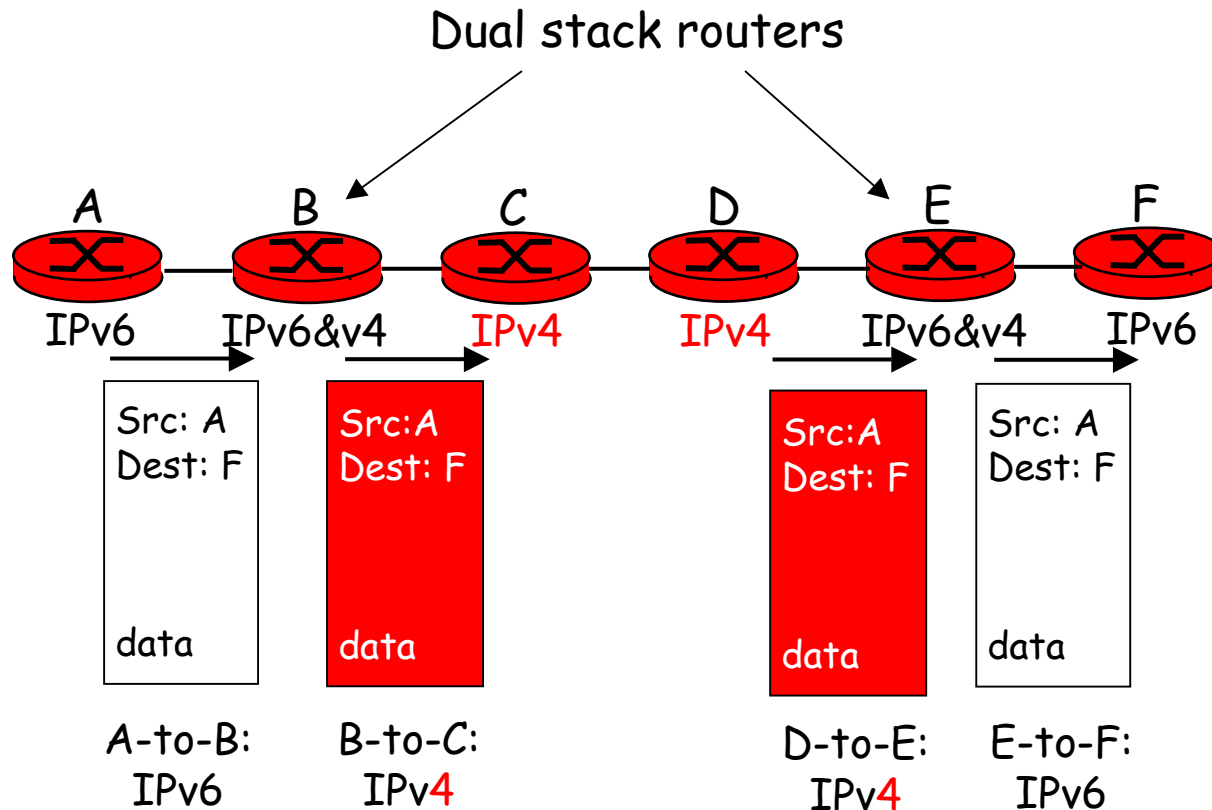 Dual stack routers
A B C D E F
IPv6 IPv6&v4 IPv4 IPv4 IPv6&v4 IPv6
Src: A
Dest: F
data
Src:A
Dest: F
data
Src:A
Dest: F
data
Src: A
Dest: F
data
A-to-B:
IPv6
B-to-C:
IPv4
D-to-E:
IPv4
E-to-F:
IPv6